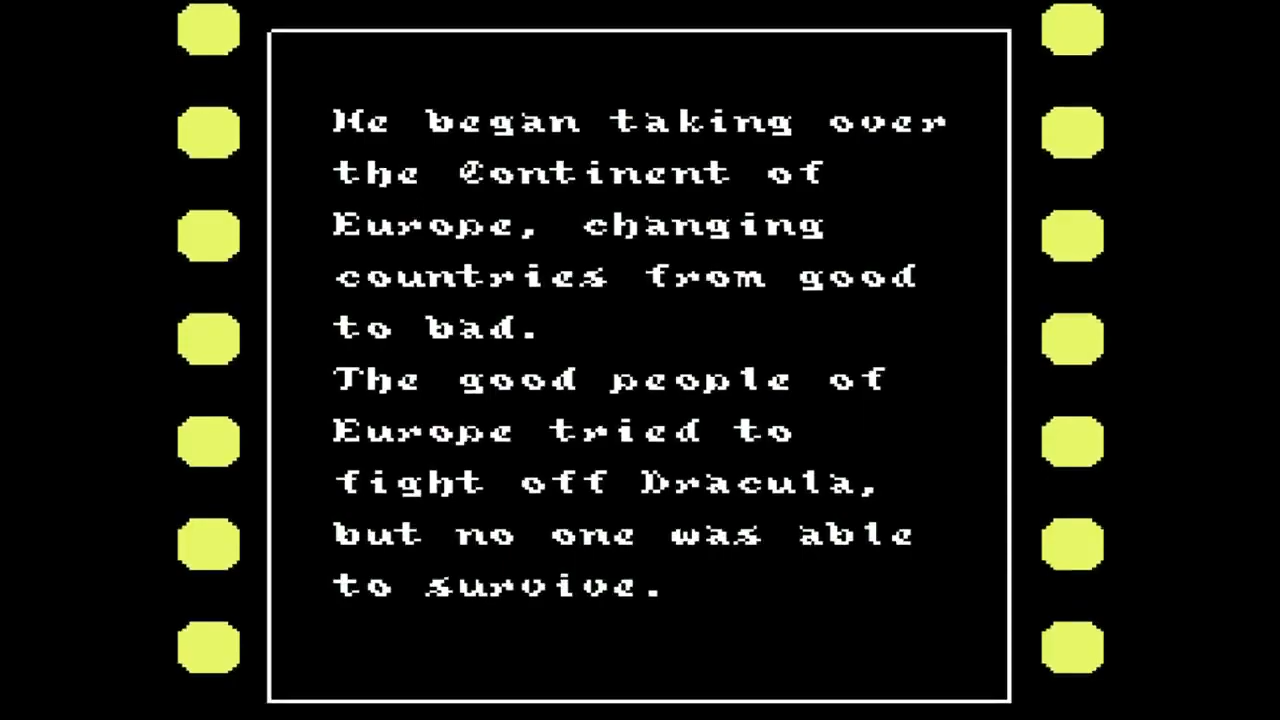 He began taking over
the Continent of
Europe, changing
countries from good
to bad.
The good people of
Europe tried to
fight off Dracula,
but no one was able
to survive.